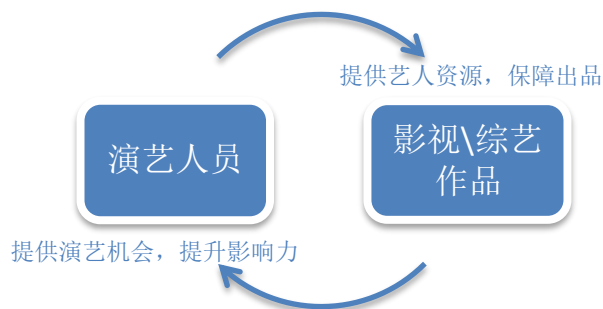 提供艺人资源，保障出品
演艺人员
影视\综艺
作品
提供演艺机会，提升影响力